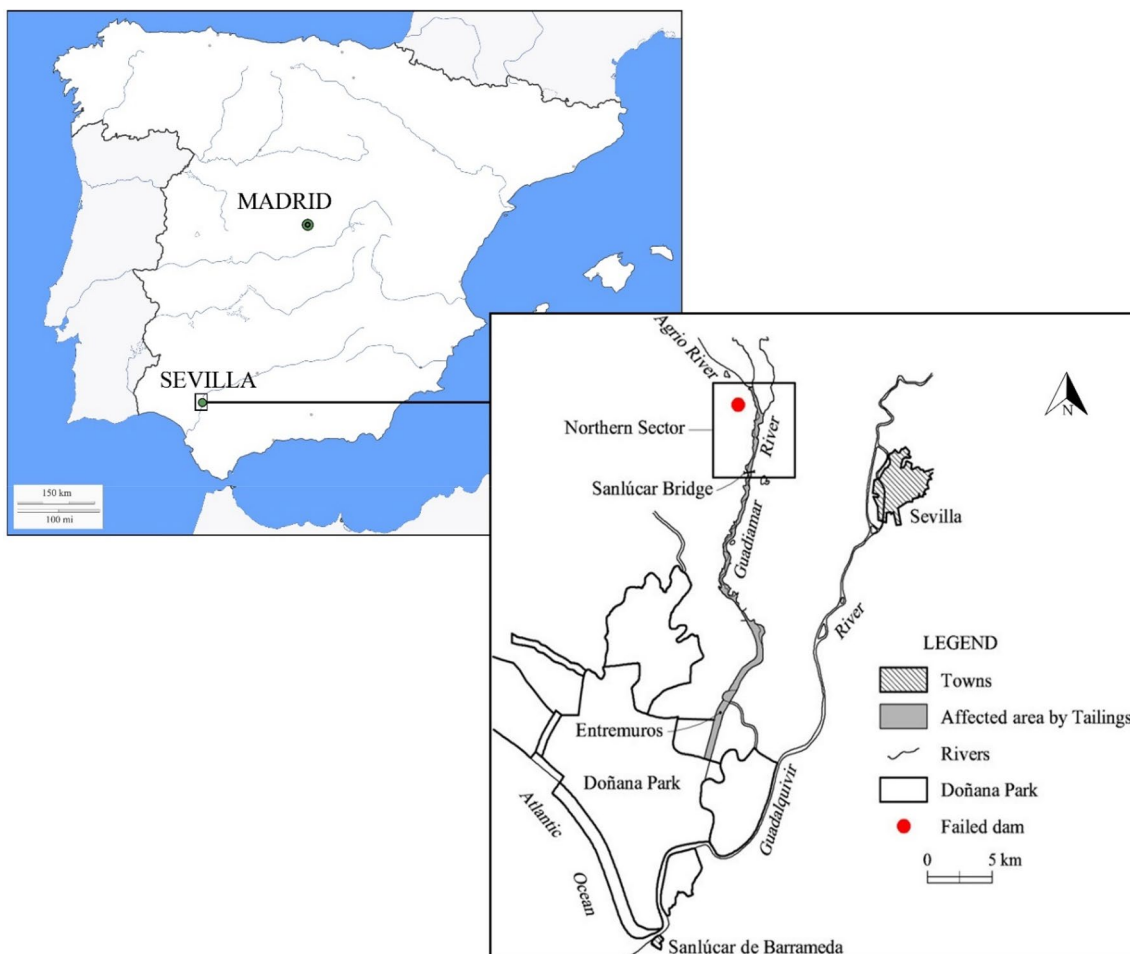 MADRID
SEVILLA
150 km
100 mi
Agrio River
N
Northern Sector
River
Sanlúcar Bridge
Guadiamar
Sevilla
River
LEGEND
Towns
Affected area by Tailings
Rivers
Doñana Park
Failed dam
0 5 km
Entremuros
Doñana Park
Guadalquivir
Atlantic
Ocean
Sanlúcar de Barrameda